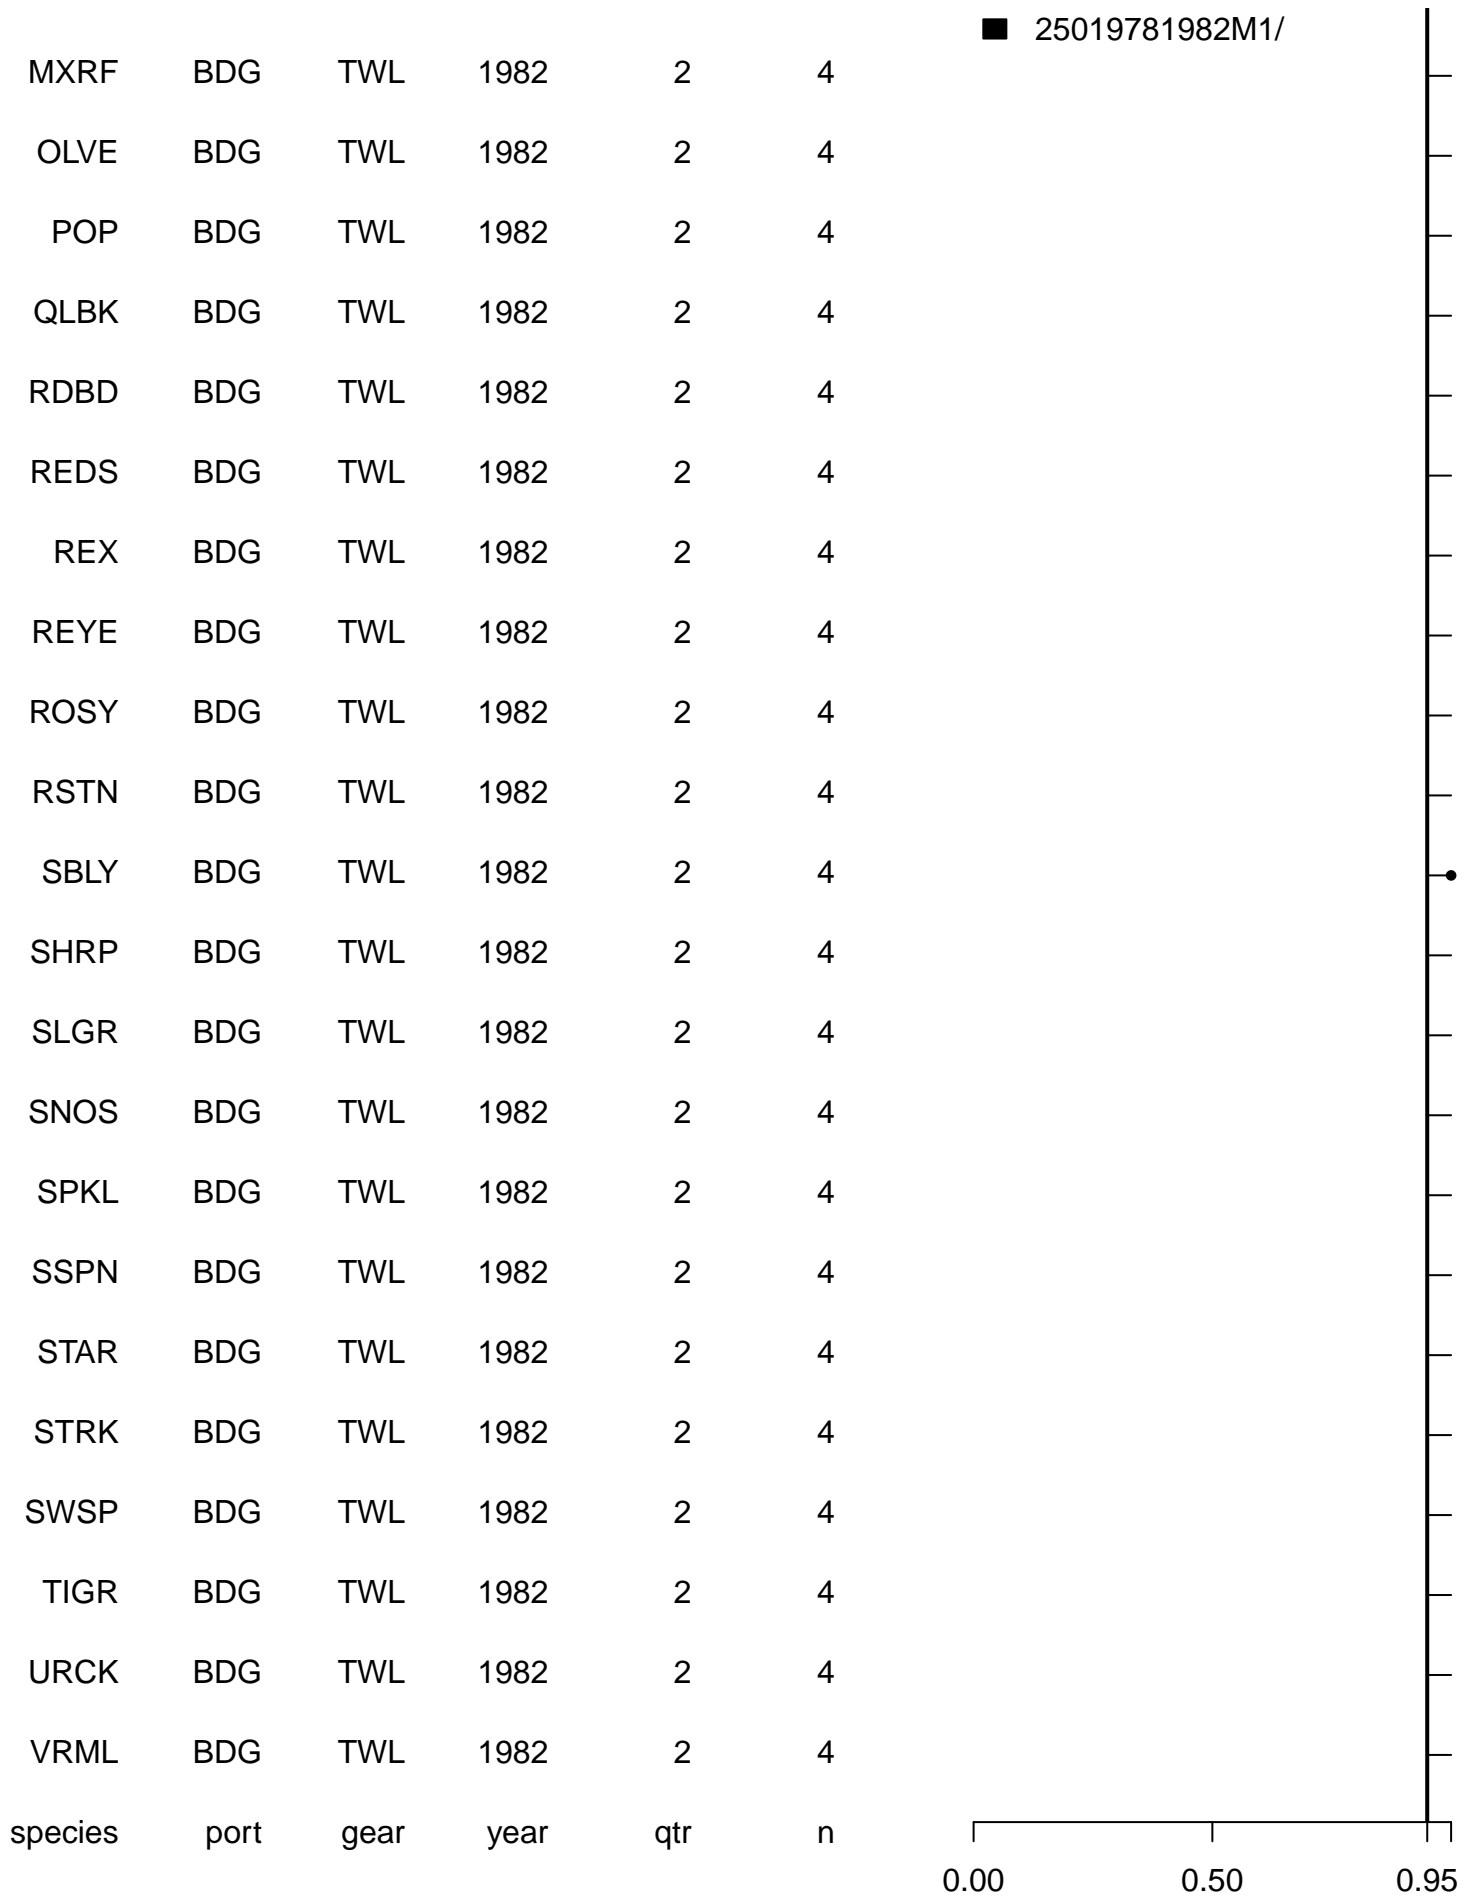 25019781982M1/
MXRF BDG TWL 1982 2 4
OLVE BDG TWL 1982 2 4
POP BDG TWL 1982 2 4
QLBK BDG TWL 1982 2 4
RDBD BDG TWL 1982 2 4
REDS BDG TWL 1982 2 4
REX BDG TWL 1982 2 4
REYE BDG TWL 1982 2 4
ROSY BDG TWL 1982 2 4
RSTN BDG TWL 1982 2 4
SBLY BDG TWL 1982 2 4
SHRP BDG TWL 1982 2 4
SLGR BDG TWL 1982 2 4
SNOS BDG TWL 1982 2 4
SPKL BDG TWL 1982 2 4
SSPN BDG TWL 1982 2 4
STAR BDG TWL 1982 2 4
STRK BDG TWL 1982 2 4
SWSP BDG TWL 1982 2 4
TIGR BDG TWL 1982 2 4
URCK BDG TWL 1982 2 4
VRML BDG TWL 1982 2 4
species port gear year qtr n
0.00 0.50 0.95